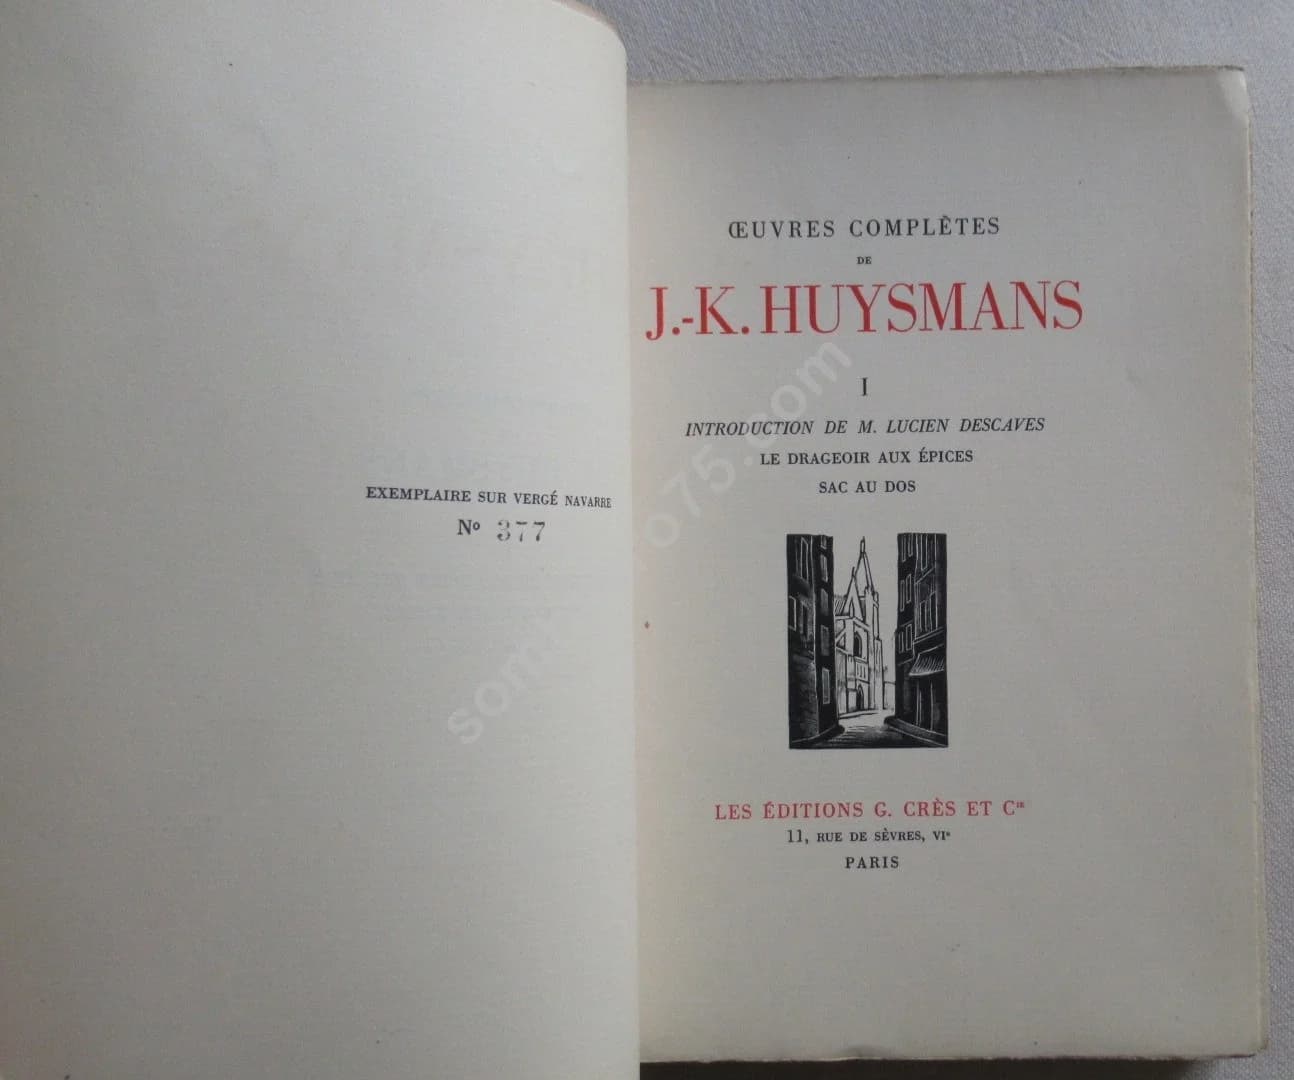 EXEMPLAIRE SUR VERGÉ NAVARRE
Nº 377
ŒUVRES COMPLÈTES
DE
J.-K. HUYSMANS
I
INTRODUCTION DE M. LUCIEN DESCAVES
LE DRAGEOIR AUX ÉPICES
SAC AU DOS
LES ÉDITIONS G. CRÈS ET Cie
11, RUE DE SÈVRES, VIe
PARIS